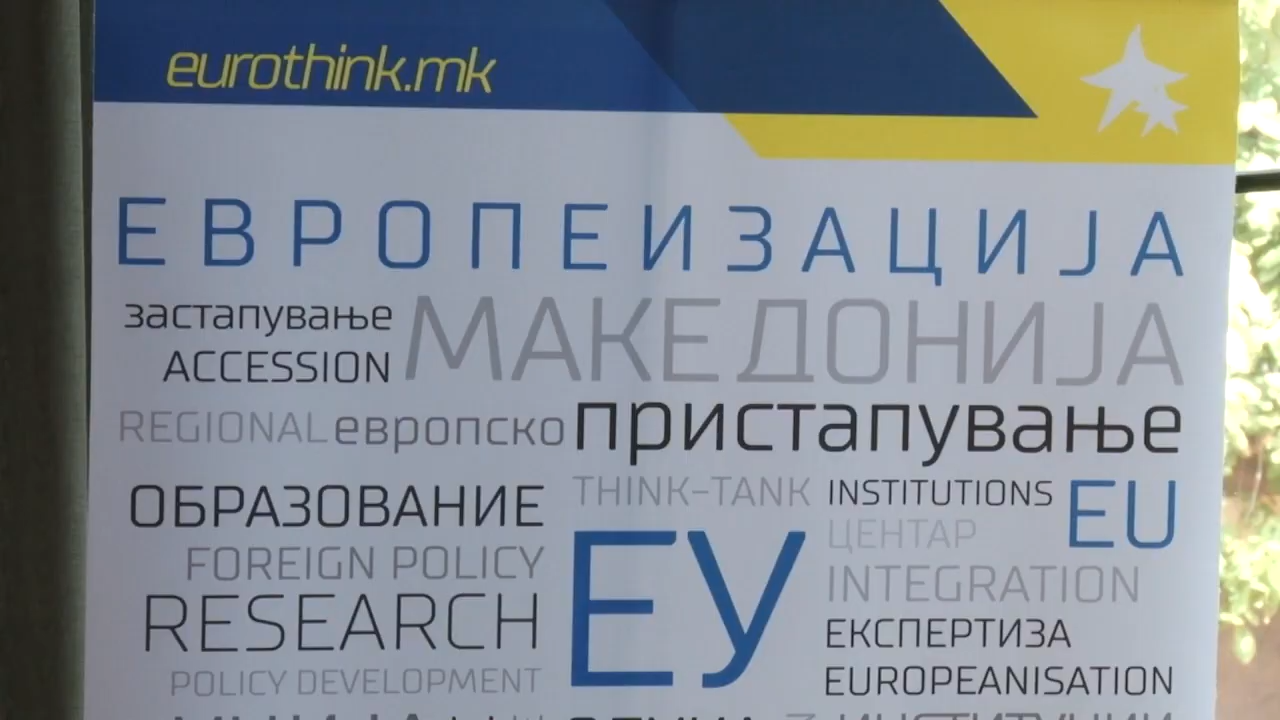 eurothink.mk
ЕВРОПЕИЗАЦИЈА
застапување
ACCESSION
МАКЕДОНИЈА
REGIONAL европско пристапување
ОБРАЗОВАНИЕ
THINK-TANK
INSTITUTIONS
EU
ЦЕНТАР
FOREIGN POLICY
ЕУ
INTEGRATION
RESEARCH
ЕКСПЕРТИЗА
POLICY DEVELOPMENT
EUROPEANISATION